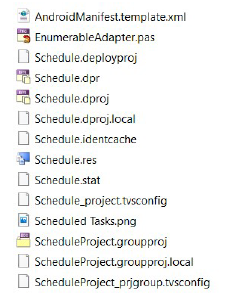 AndroidManifest.template.xml
EnumerableAdapter.pas
Schedule.deployproj
Schedule.dpr
Schedule.dproj
Schedule.dproj.local
Schedule.identcache
Schedule.res
Schedule.stat
Schedule_project.tvsconfig
Scheduled Tasks.png
ScheduleProject.groupproj
ScheduleProject.groupproj.local
ScheduleProject_prjgroup.tvsconfig